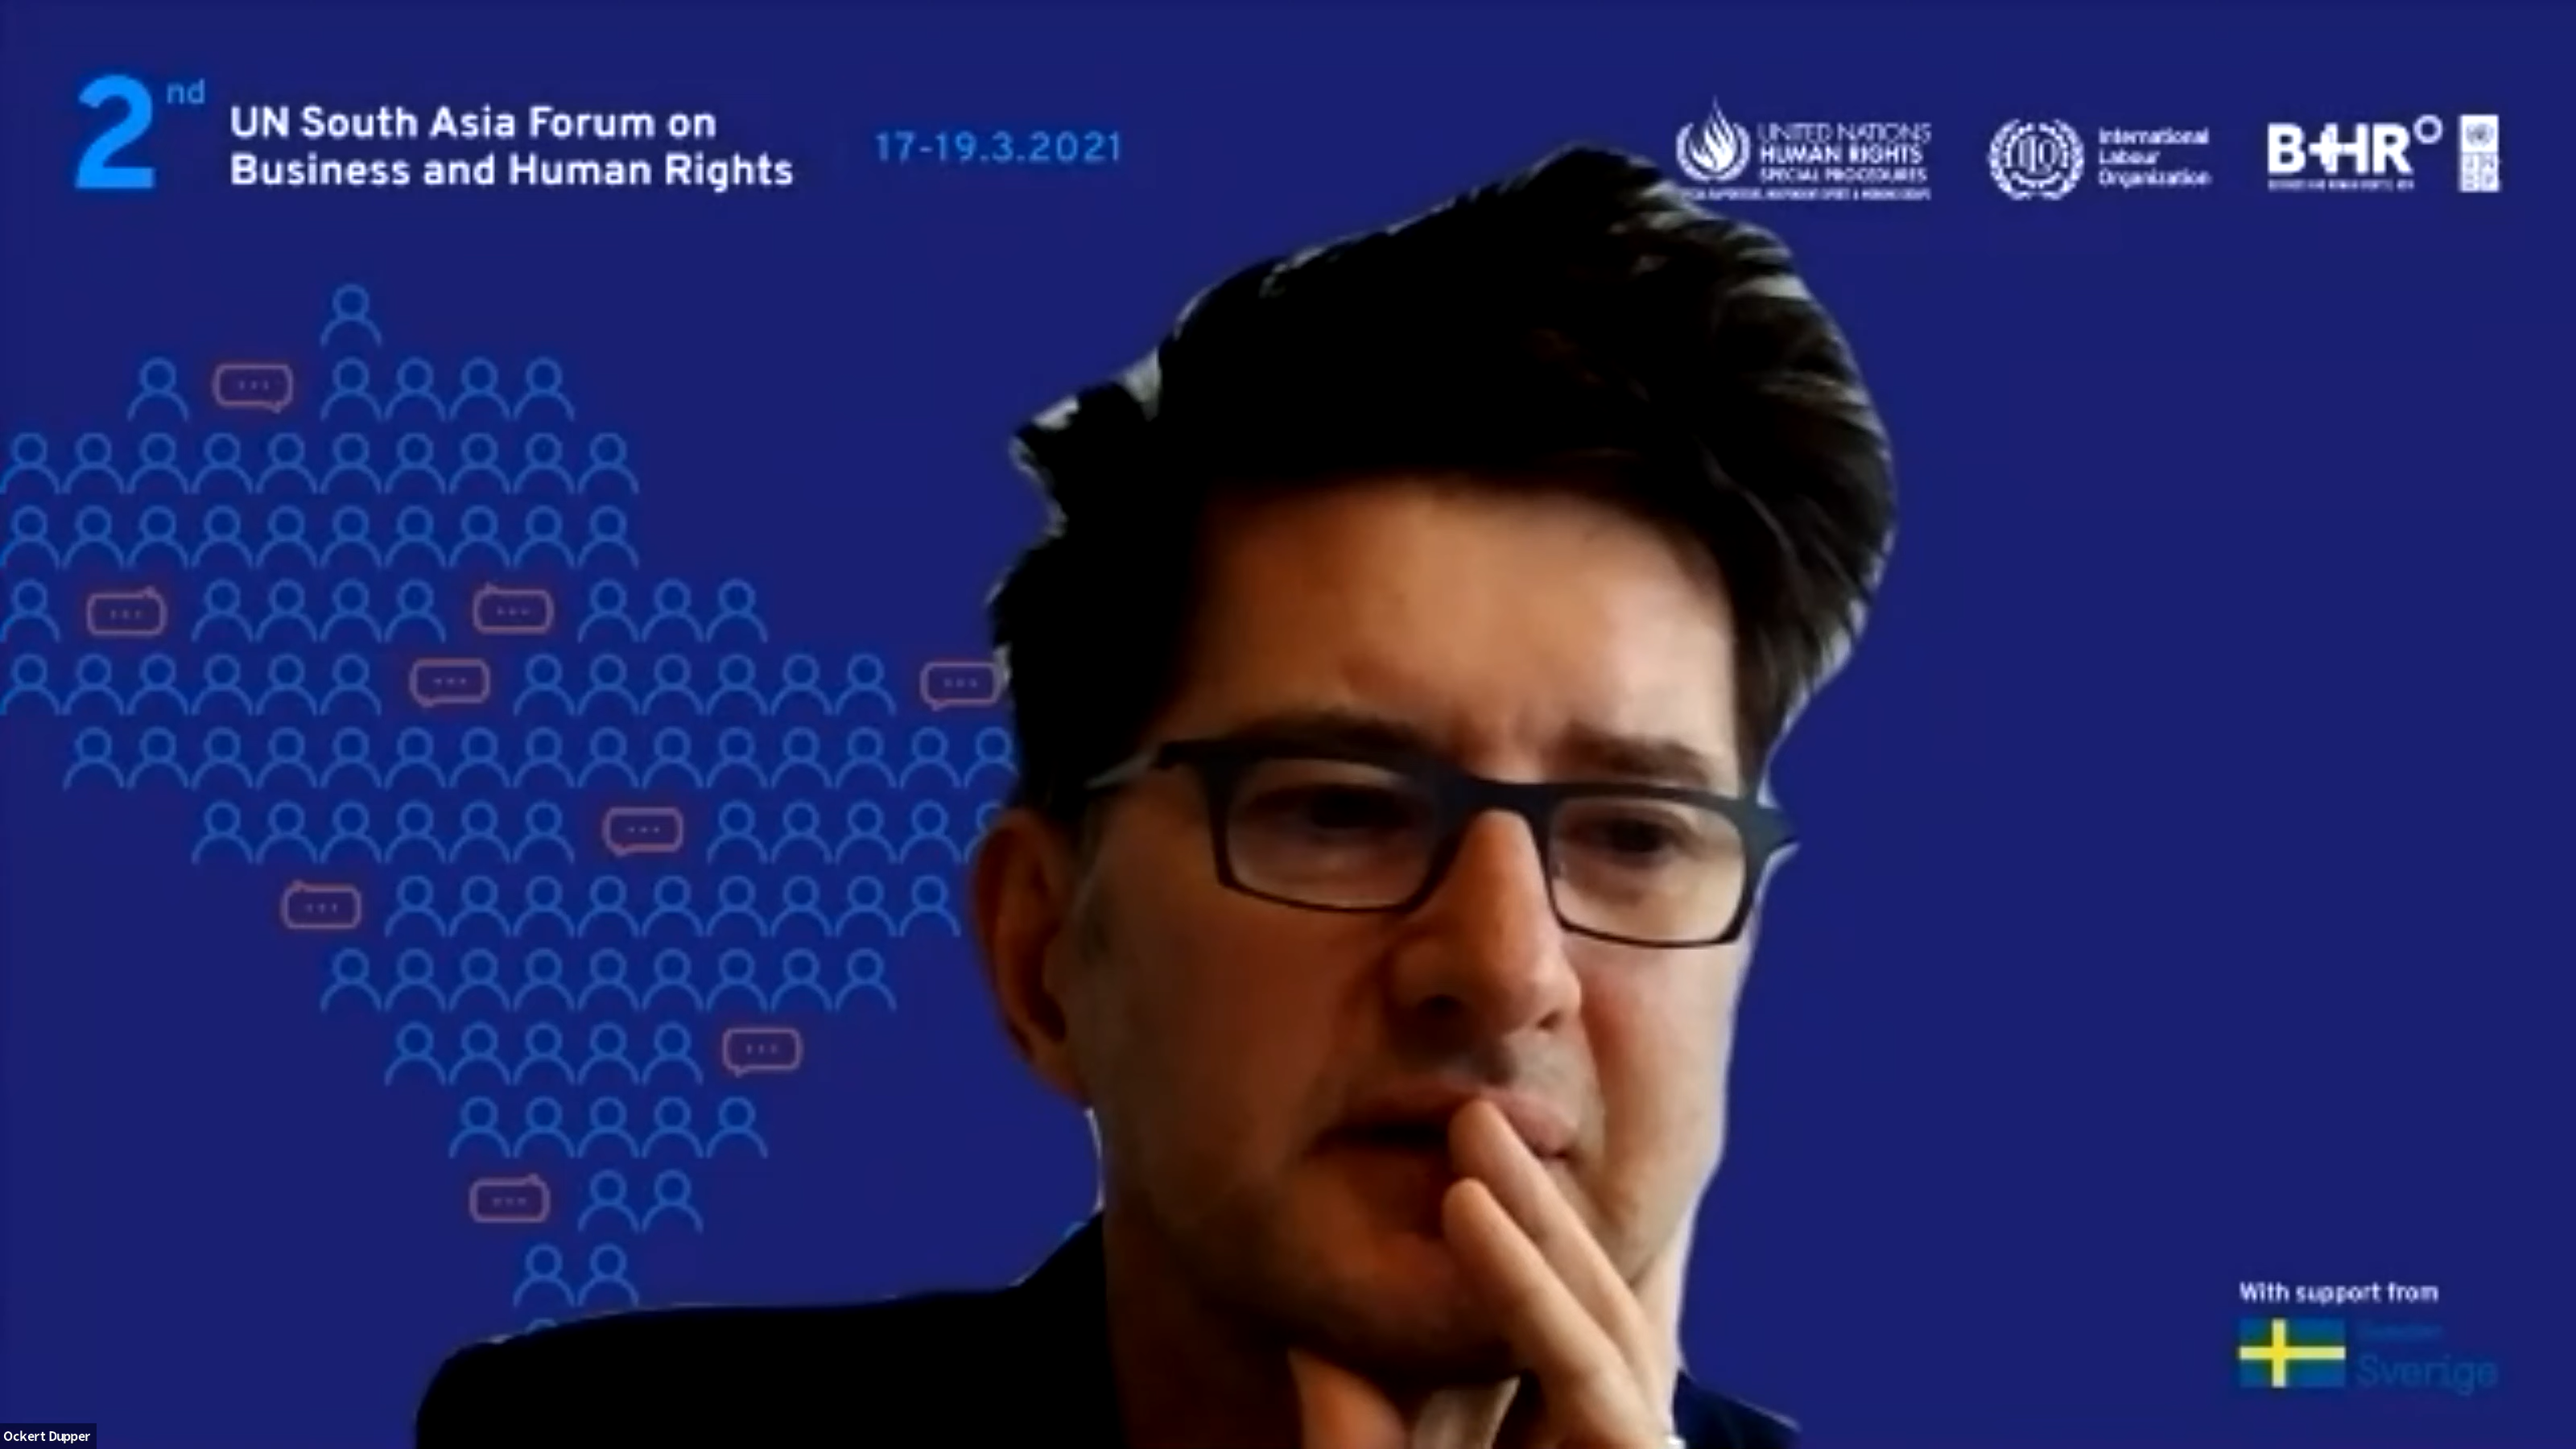 2nd
UN South Asia Forum on
Business and Human Rights
17-19.3.2021
UNITED NATIONS
HUMAN RIGHTS
SPECIAL PROCEDURES
International
Labour
Organization
B+HR
With support from
Sweden
Sverige
Ockert Dupper